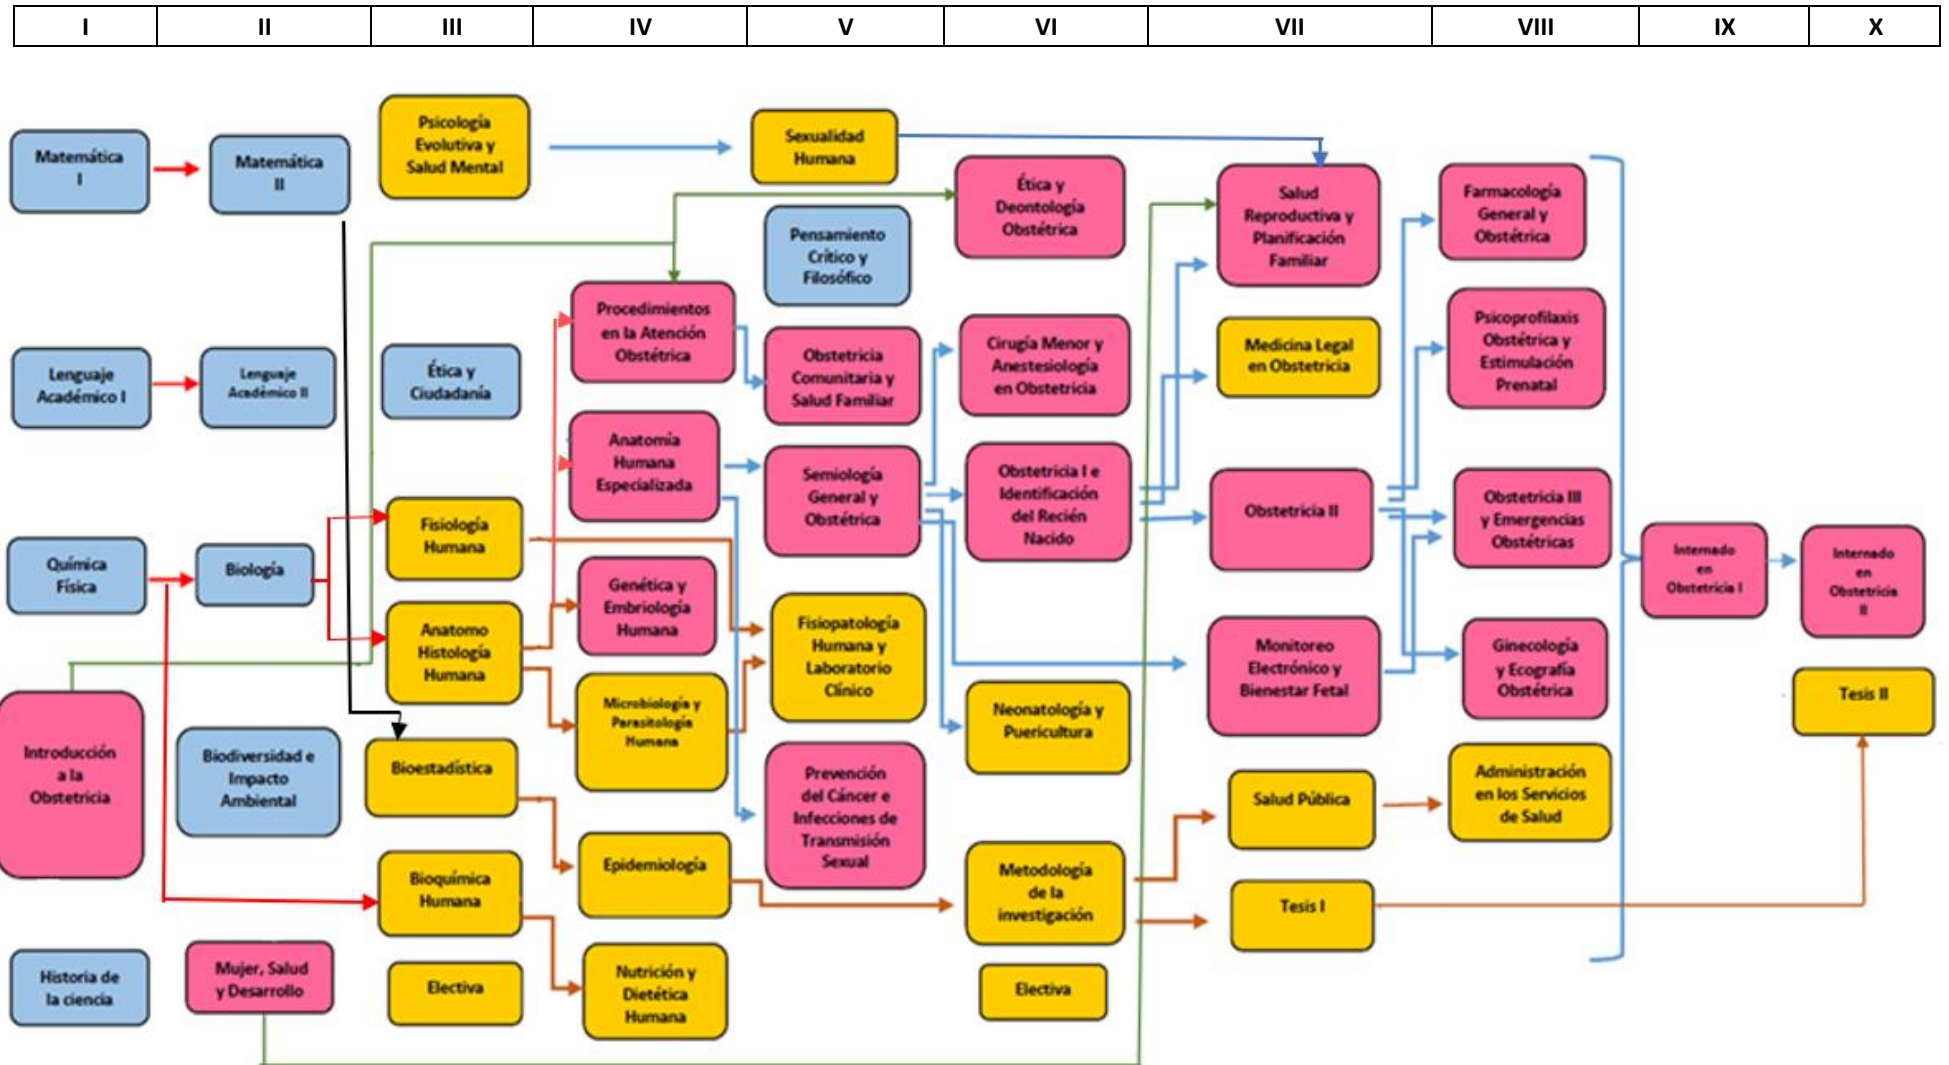 I II III IV V VI VII VIII IX X
Matemática
I
Lenguaje
Académico I
Química
Física
Introducción
a la
Obstetricia
Historia de
la ciencia
Matemática
II
Lenguaje
Académico II
Biología
Biodiversidad e
Impacto
Ambiental
Mujer, Salud
y Desarrollo
Psicología
Evolutiva y
Salud Mental
Ética y
Ciudadanía
Fisiología
Humana
Anatomo
Histología
Humana
Bioestadística
Bioquímica
Humana
Electiva
Procedimientos
en la Atención
Obstétrica
Anatomía
Humana
Especializada
Genética y
Embriología
Humana
Microbiología y
Parasitología
Humana
Epidemiología
Nutrición y
Dietética
Humana
Sexualidad
Humana
Pensamiento
Crítico y
Filosófico
Obstetricia
Comunitaria y
Salud Familiar
Semiología
General y
Obstétrica
Fisiopatología
Humana y
Laboratorio
Clínico
Prevención
del Cáncer e
Infecciones de
Transmisión
Sexual
Ética y
Deontología
Obstétrica
Cirugía Menor y
Anestesiología
en Obstetricia
Obstetricia I e
Identificación
del Recién
Nacido
Neonatología y
Puericultura
Metodología
de la
investigación
Electiva
Salud
Reproductiva y
Planificación
Familiar
Medicina Legal
en Obstetricia
Obstetricia II
Monitoreo
Electrónico y
Bienestar Fetal
Salud Pública
Tesis I
Farmacología
General y
Obstétrica
Psicoprofilaxis
Obstétrica y
Estimulación
Prenatal
Obstetricia III
y Emergencias
Obstétricas
Ginecología
y Ecografía
Obstétrica
Administración
en los Servicios
de Salud
Internado
en
Obstetricia I
Internado
en
Obstetricia
II
Tesis II